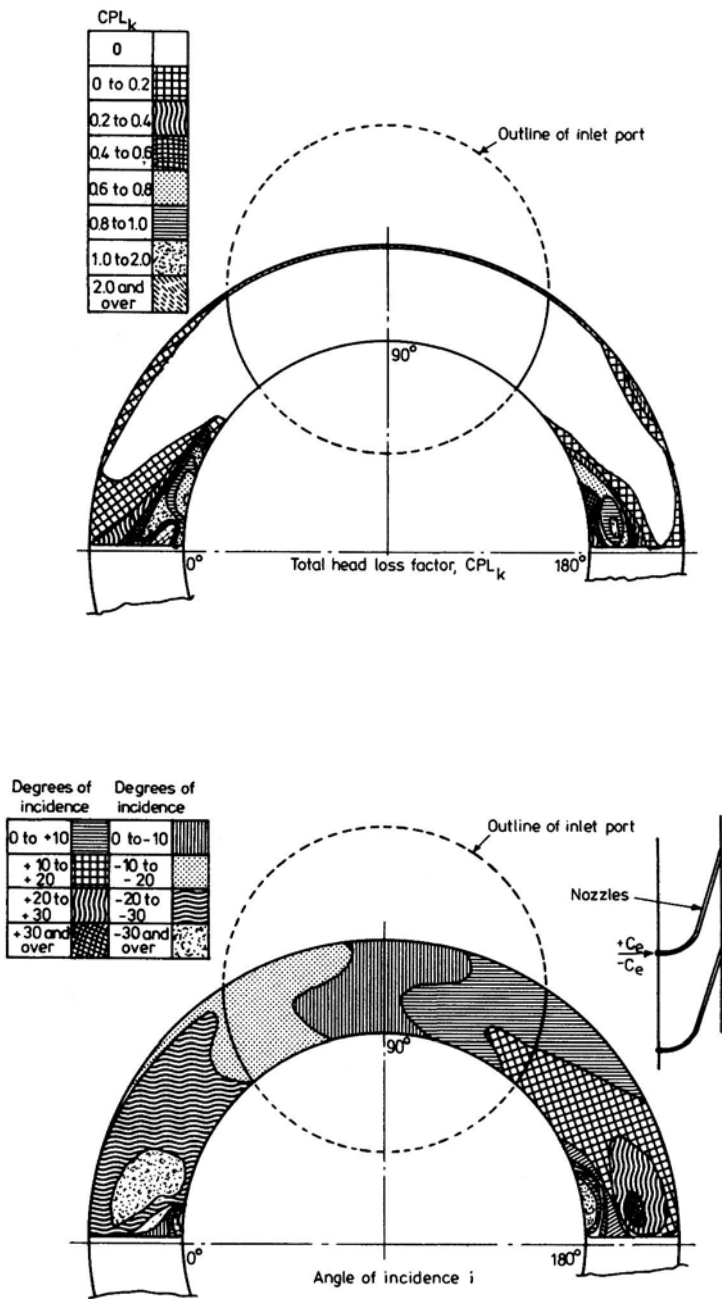 CPLk
0
0 to 0.2
0.2 to 0.4
0.4 to 0.6
0.6 to 0.8
0.8 to 1.0
1.0 to 2.0
2.0 and
over
Outline of inlet port
90°
0°
Total head loss factor, CPLk
180°
Degrees of
incidence
Degrees of
incidence
0 to +10
0 to -10
+10 to
+20
-10 to
-20
+20 to
+30
-20 to
-30
+30 and
over
-30 and
over
Outline of inlet port
Nozzles
+Ce
-Ce
90°
0°
180°
Angle of incidence i